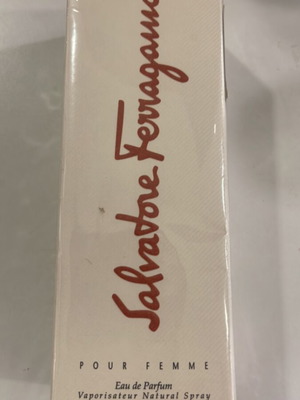 Salvatore Ferragamo
POUR FEMME
Eau de Parfum
Vaporisateur Natural Spray